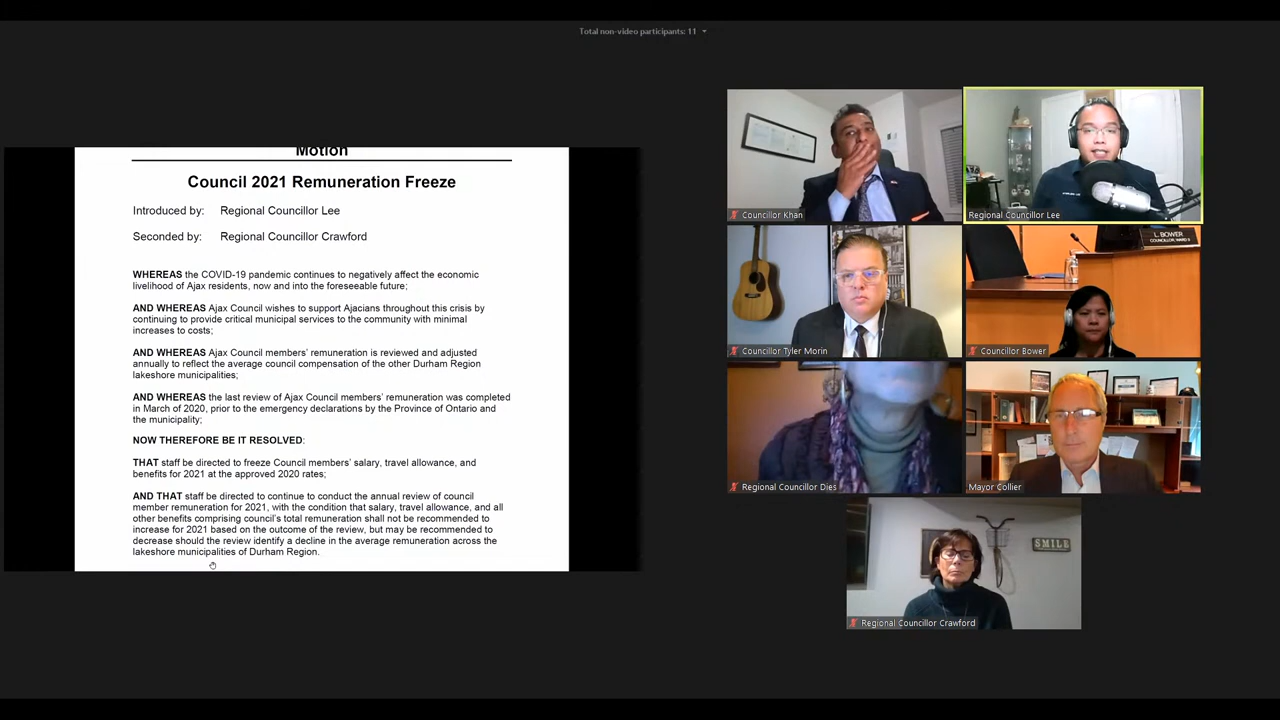 Total non-video participants: 11
Motion
Council 2021 Remuneration Freeze
Introduced by: Regional Councillor Lee
Seconded by: Regional Councillor Crawford
WHEREAS the COVID-19 pandemic continues to negatively affect the economic
livelihood of Ajax residents, now and into the foreseeable future;
AND WHEREAS Ajax Council wishes to support Ajacians throughout this crisis by
continuing to provide critical municipal services to the community with minimal
increases to costs;
AND WHEREAS Ajax Council members' remuneration is reviewed and adjusted
annually to reflect the average council compensation of the other Durham Region
lakeshore municipalities;
AND WHEREAS the last review of Ajax Council members' remuneration was completed
in March of 2020, prior to the emergency declarations by the Province of Ontario and
the municipality;
NOW THEREFORE BE IT RESOLVED:
THAT staff be directed to freeze Council members' salary, travel allowance, and
benefits for 2021 at the approved 2020 rates;
AND THAT staff be directed to continue to conduct the annual review of council
member remuneration for 2021, with the condition that salary, travel allowance, and all
other benefits comprising council's total remuneration shall not be recommended to
increase for 2021 based on the outcome of the review, but may be recommended to
decrease should the review identify a decline in the average remuneration across the
lakeshore municipalities of Durham Region.
Councillor Khan
Regional Councillor Lee
Councillor Tyler Morin
L. BOWER
COUNCILLOR, WARD 3
Councillor Bower
Regional Councillor Dies
Mayor Collier
SMILE
Regional Councillor Crawford